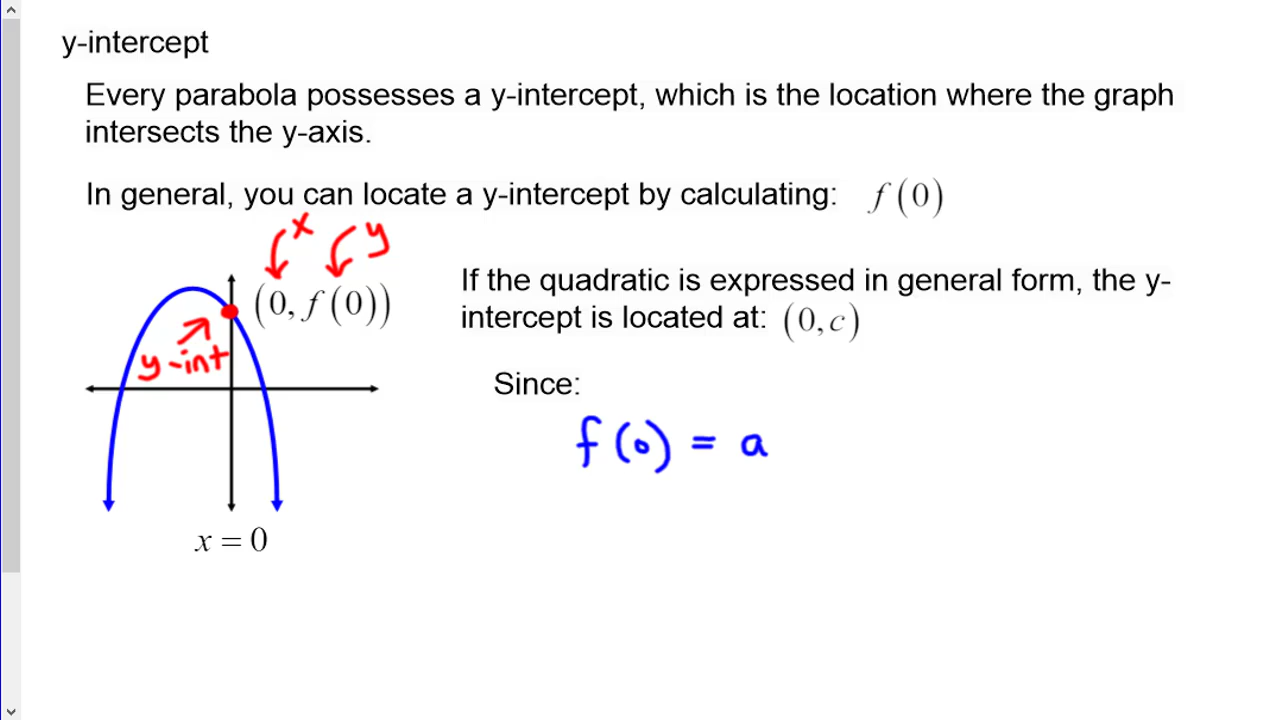 y-intercept
Every parabola possesses a y-intercept, which is the location where the graph
intersects the y-axis.
In general, you can locate a y-intercept by calculating: f(0)
x y
(0, f(0))
y-int
x = 0
If the quadratic is expressed in general form, the y-
intercept is located at: (0, c)
Since:
f(0) = a